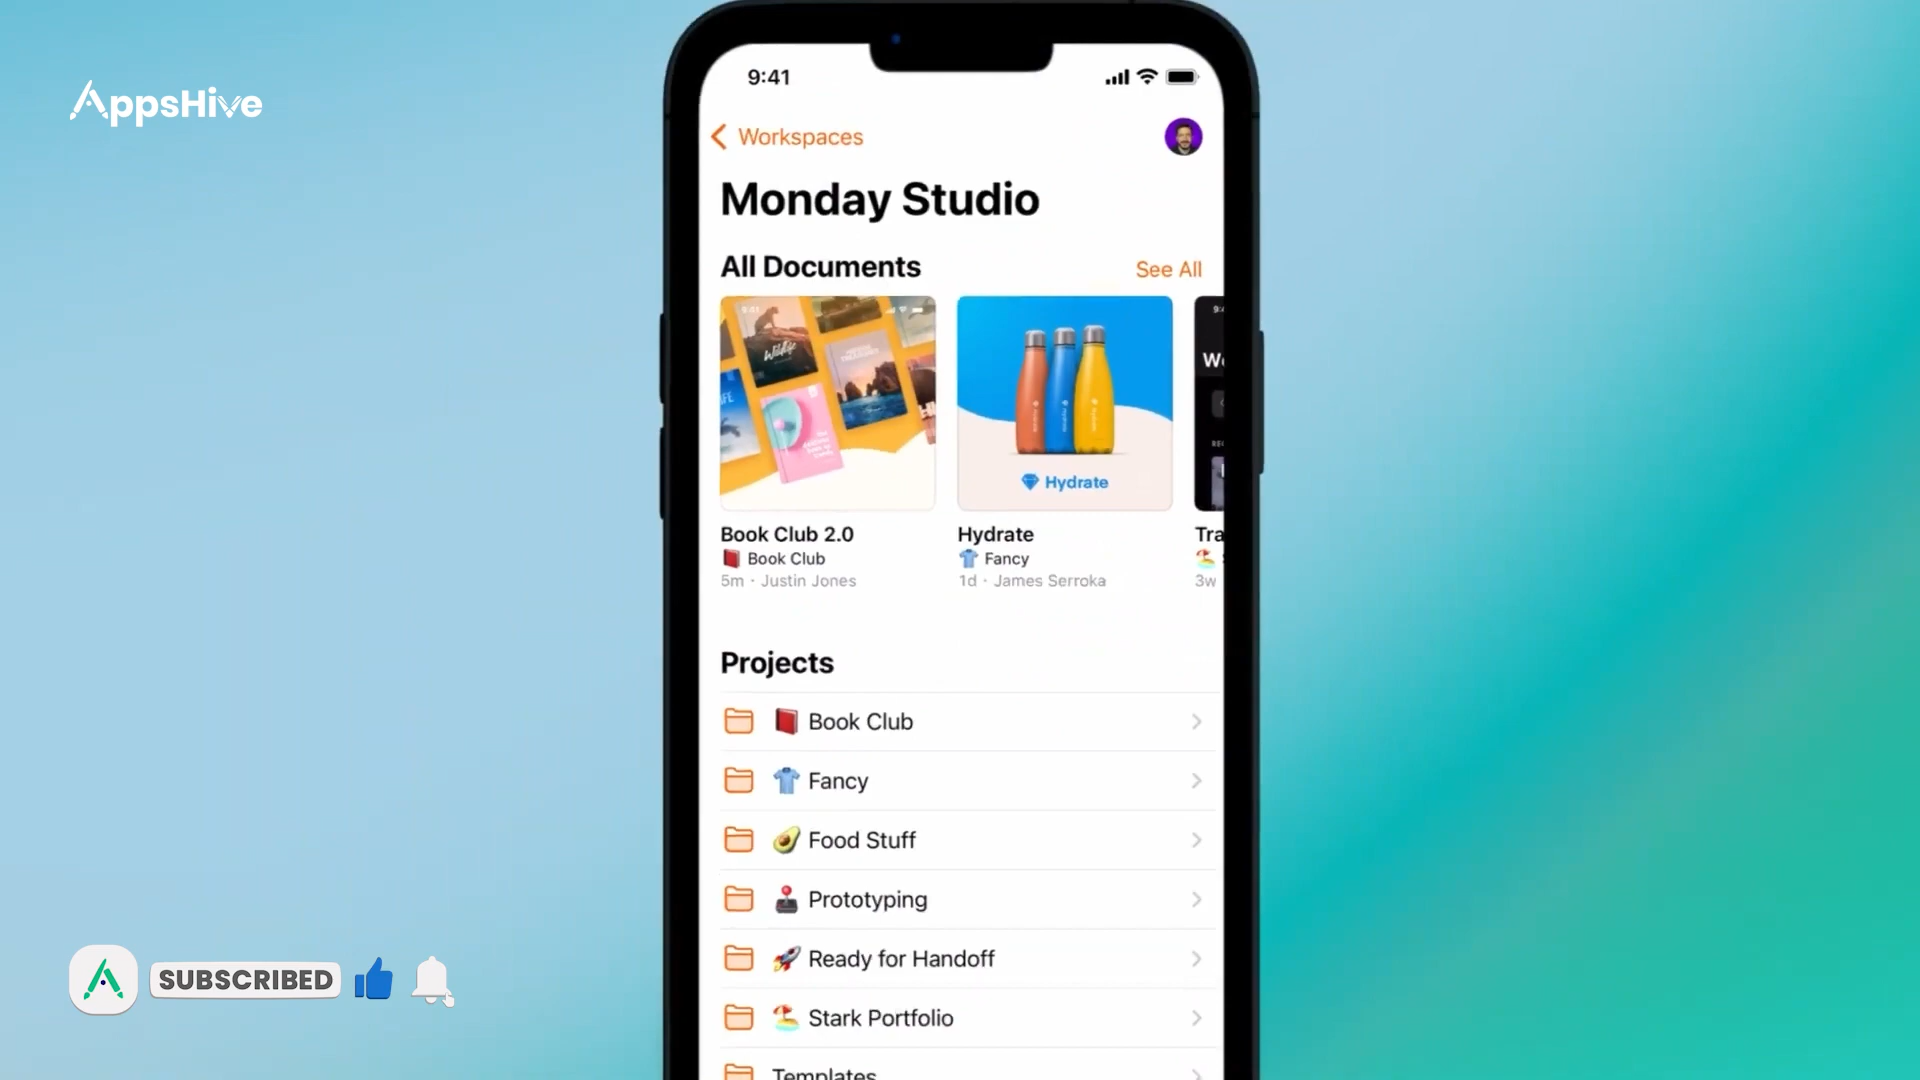 AppsHive
9:41
Workspaces
Monday Studio
All Documents
See All
Wildlife
Hydrate
Book Club 2.0
Book Club
5m · Justin Jones
Hydrate
Fancy
1d · James Serroka
Tra
3w
Projects
Book Club
Fancy
Food Stuff
Prototyping
Ready for Handoff
Stark Portfolio
Templates
SUBSCRIBED